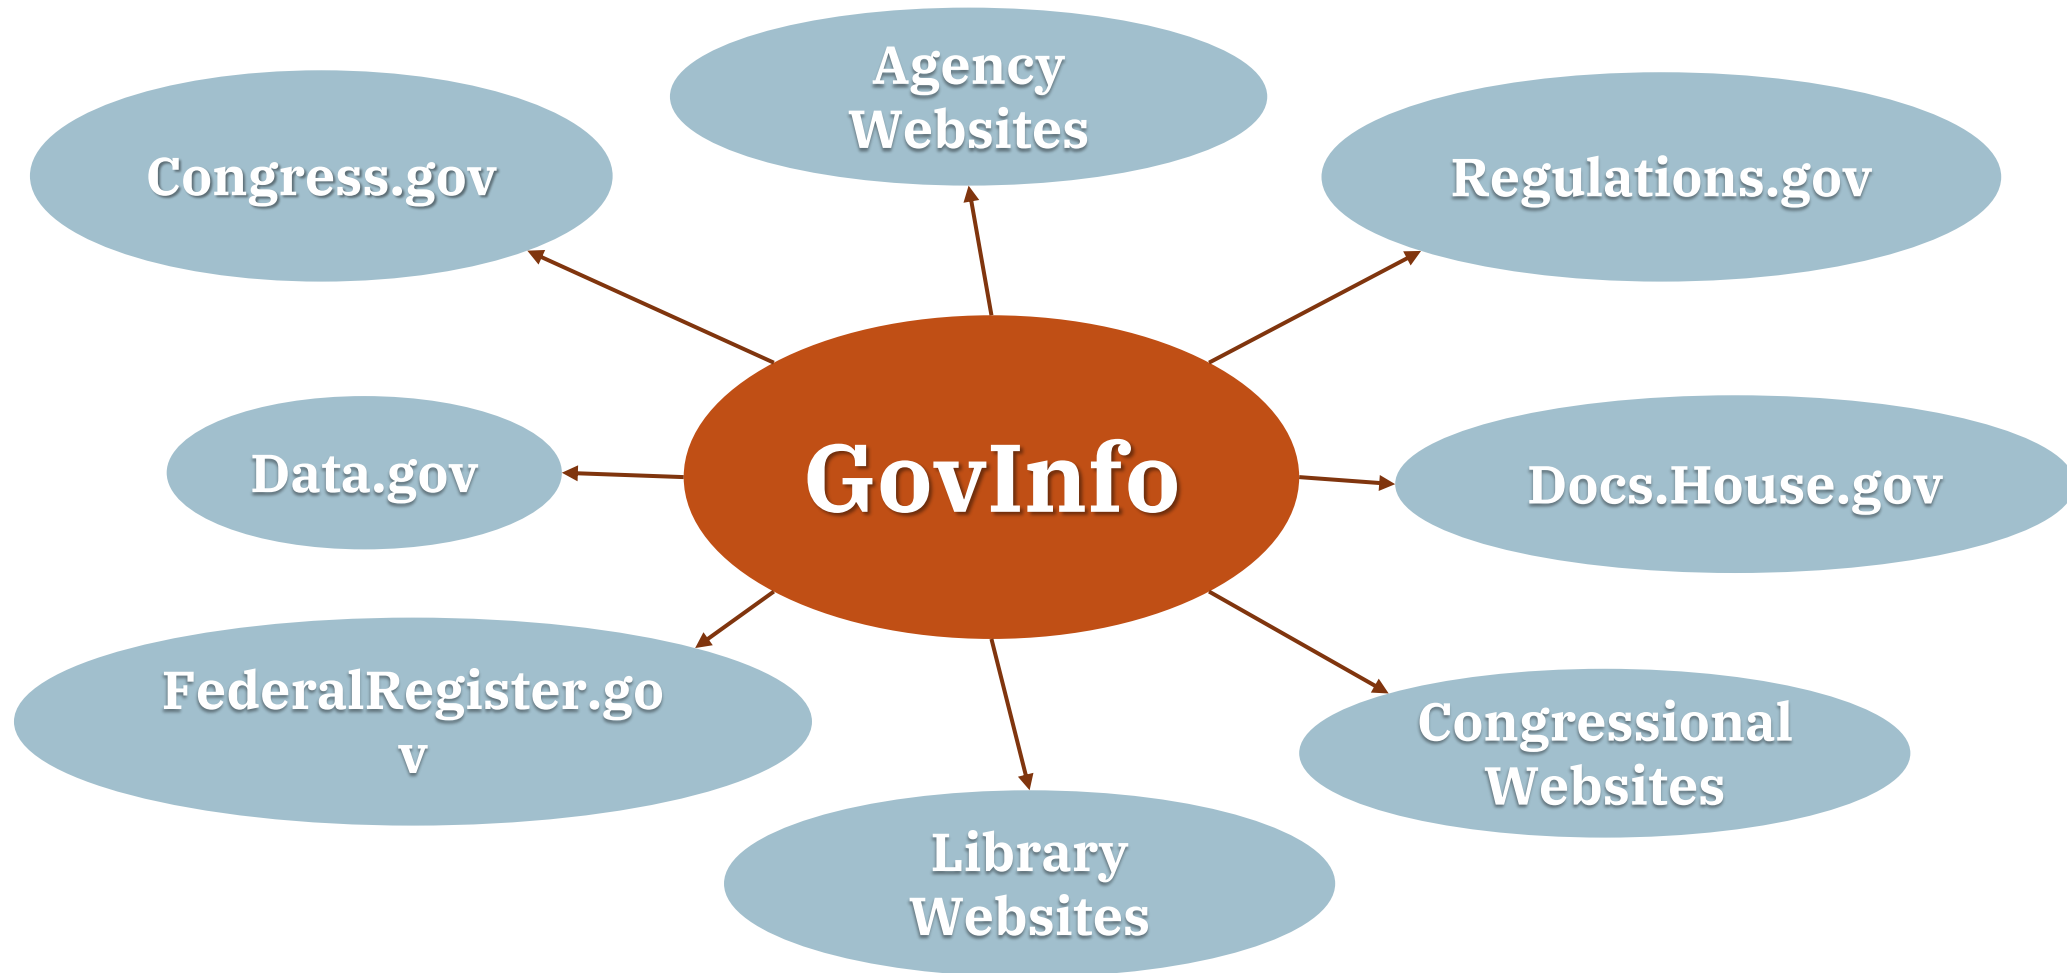 Agency
Websites
Congress.gov
Regulations.gov
GovInfo
Data.gov
Docs.House.gov
FederalRegister.go
v
Congressional
Websites
Library
Websites